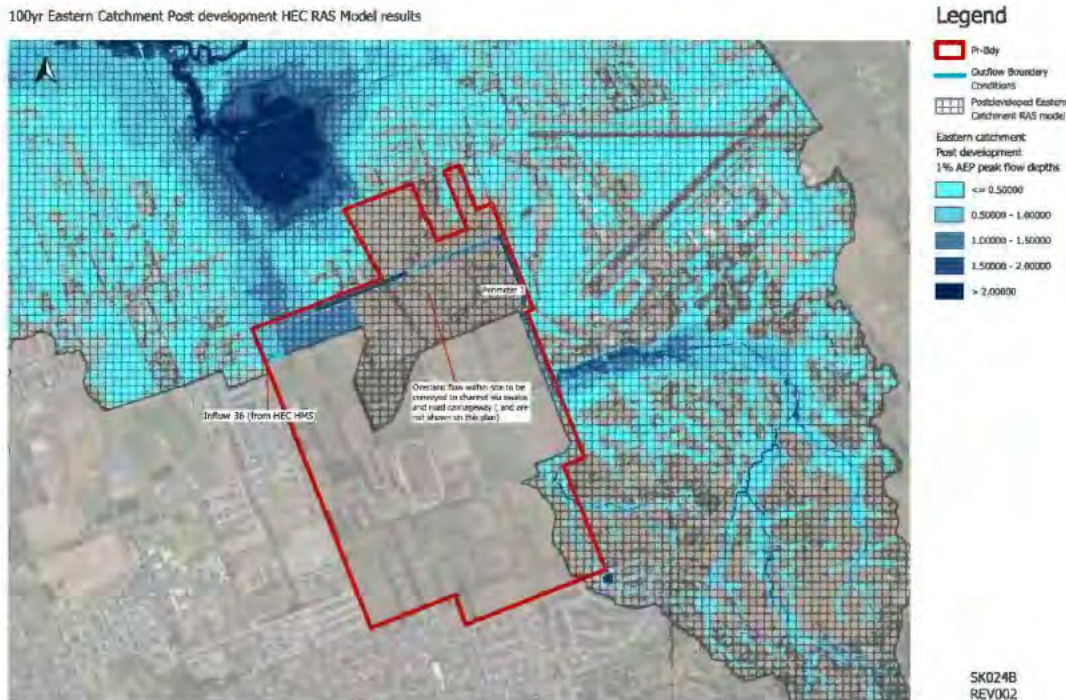 100yr Eastern Catchment Post development HEC RAS Model results
Legend
Pr-Bdy
Outflow Boundary
Conditions
Postdeveloped Eastern
Catchment RAS model
Eastern catchment
Post development
1% AEP peak flow depths
<= 0.50000
0.50000 - 1.00000
1.00000 - 1.50000
1.50000 - 2.00000
> 2.00000
Perimeter 1
Overland flow within site to be
conveyed to channel via swales
and road carriageway ( and are
not shown on this plan)
Inflow 36 (from HEC HMS)
SK024B
REV002